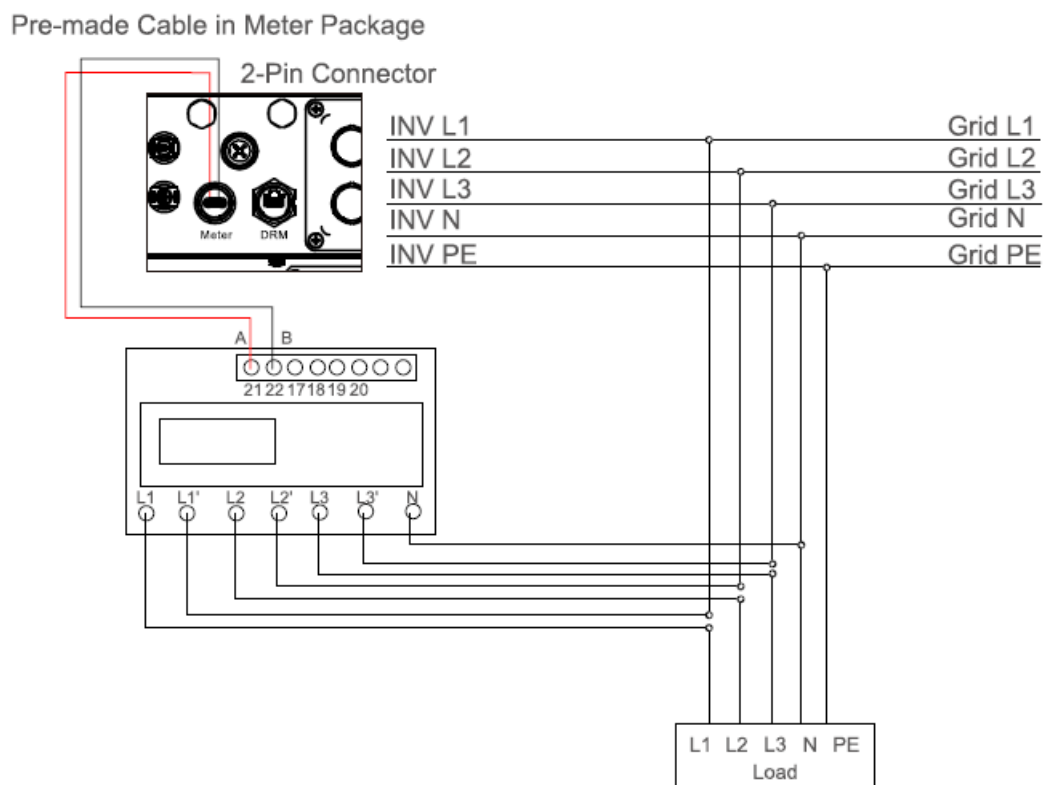 Pre-made Cable in Meter Package
2-Pin Connector
Meter DRM
INV L1 Grid L1
INV L2 Grid L2
INV L3 Grid L3
INV N Grid N
INV PE Grid PE
A B
21 22 17 18 19 20
L1 L1' L2 L2' L3 L3' N
L1 L2 L3 N PE
Load